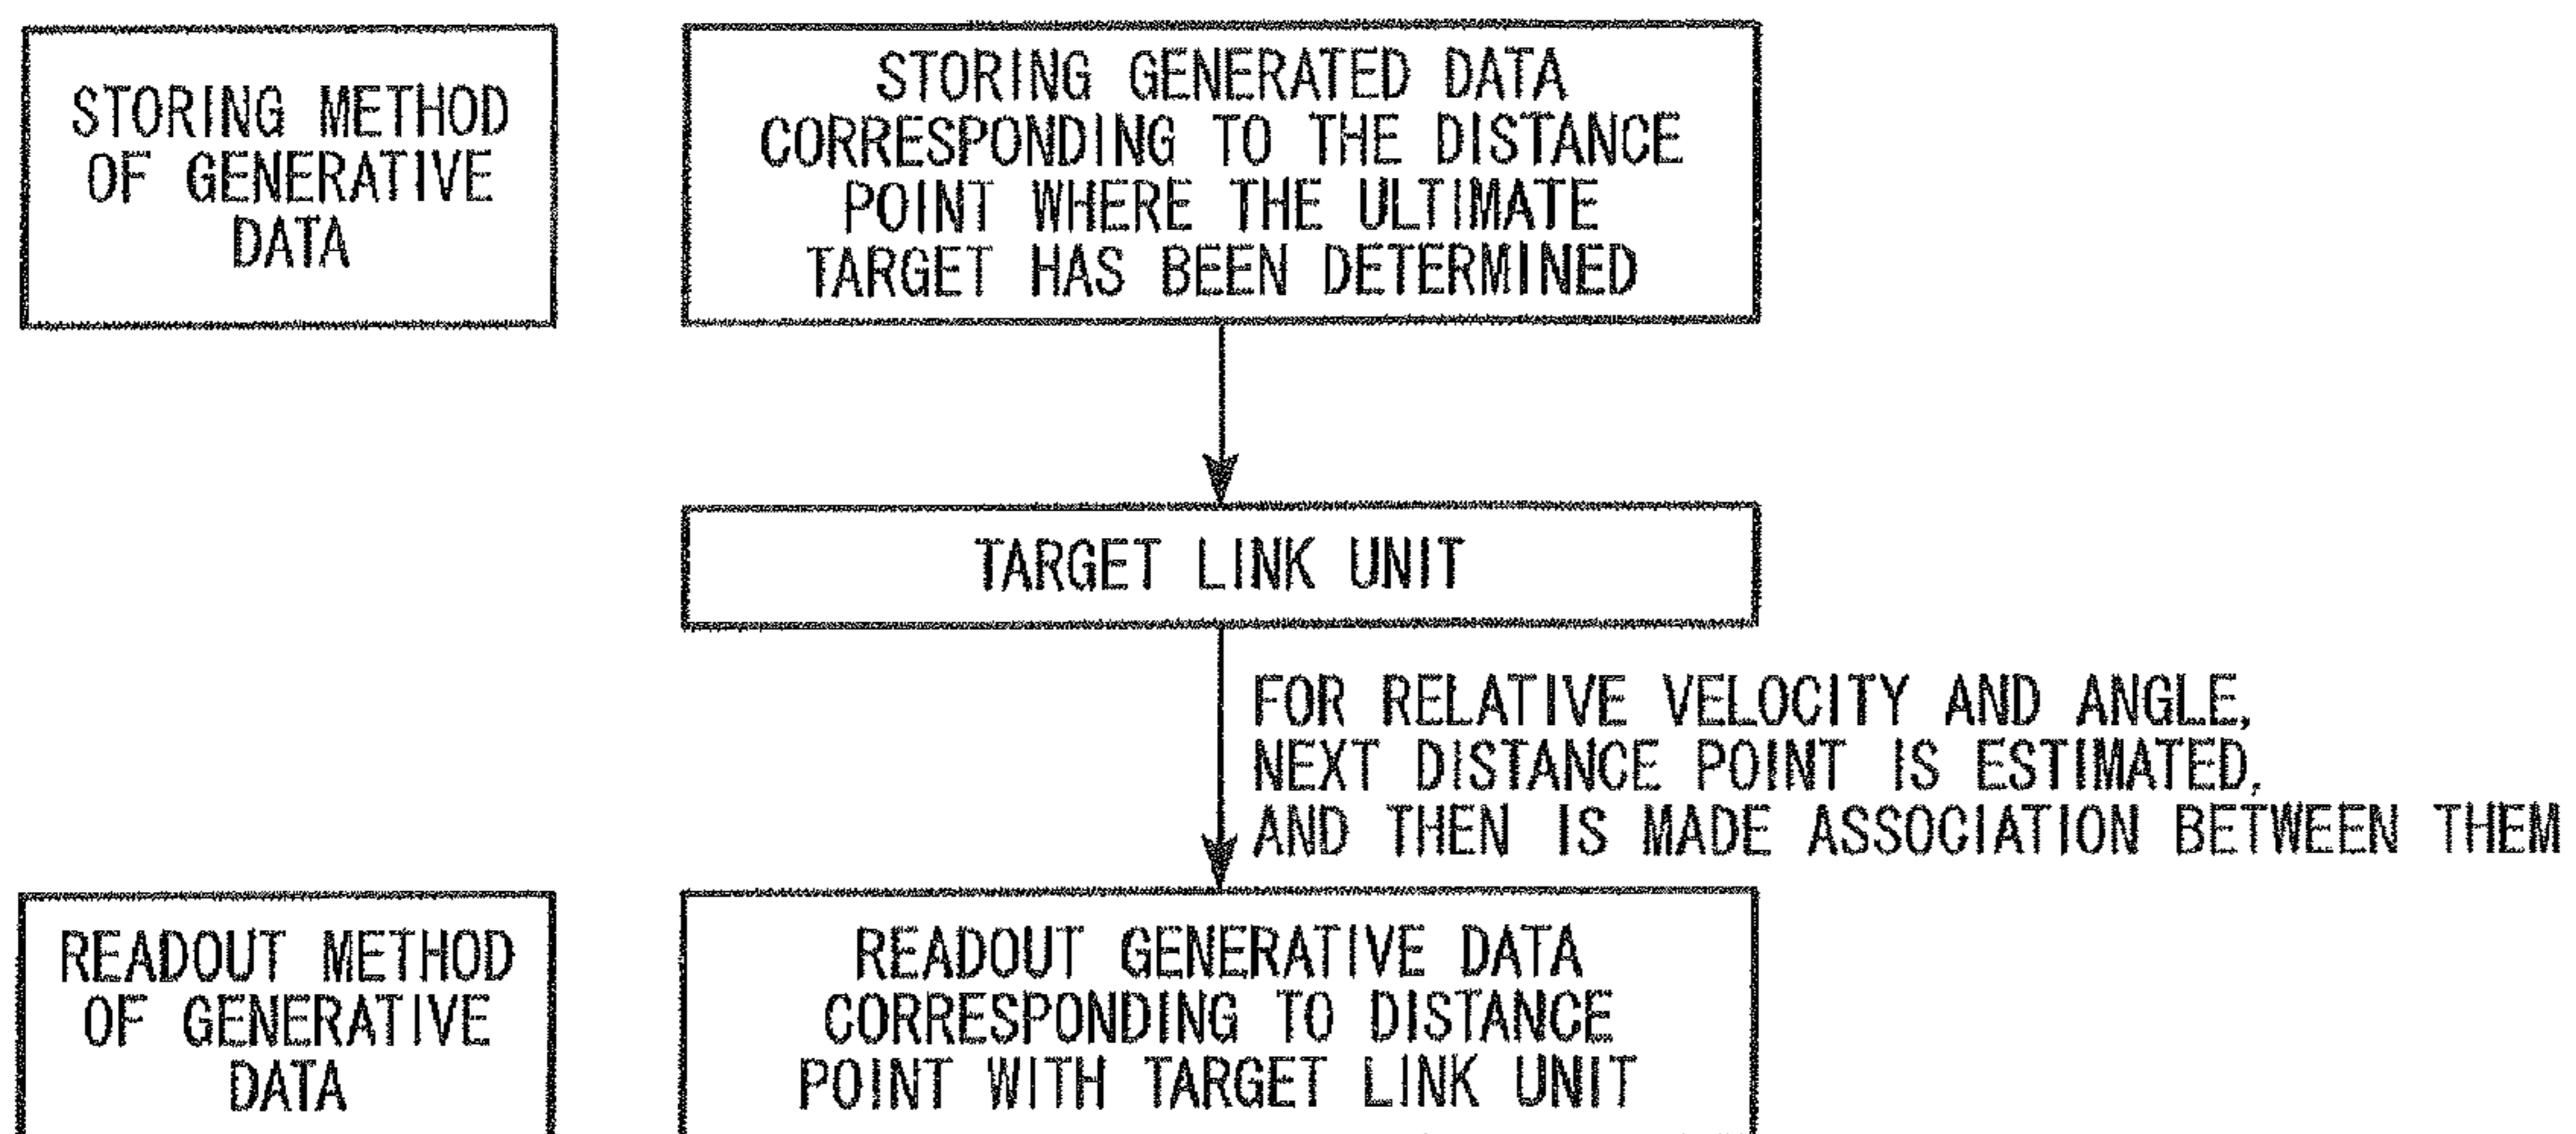 STORING METHOD
OF GENERATIVE
DATA
STORING GENERATED DATA
CORRESPONDING TO THE DISTANCE
POINT WHERE THE ULTIMATE
TARGET HAS BEEN DETERMINED
TARGET LINK UNIT
FOR RELATIVE VELOCITY AND ANGLE,
NEXT DISTANCE POINT IS ESTIMATED,
AND THEN IS MADE ASSOCIATION BETWEEN THEM
READOUT METHOD
OF GENERATIVE
DATA
READOUT GENERATIVE DATA
CORRESPONDING TO DISTANCE
POINT WITH TARGET LINK UNIT